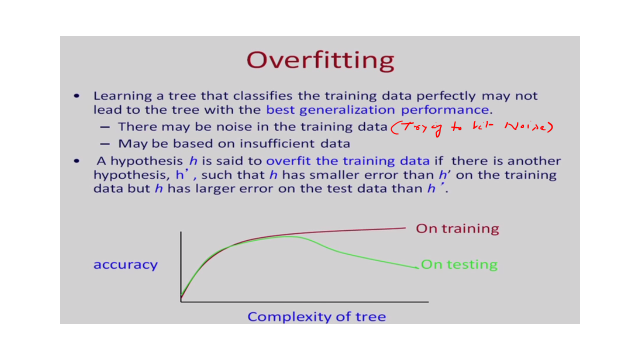 Overfitting
• Learning a tree that classifies the training data perfectly may not
lead to the tree with the best generalization performance.
– There may be noise in the training data (Trying to Noise)
– May be based on insufficient data
• A hypothesis h is said to overfit the training data if there is another
hypothesis, h', such that h has smaller error than h' on the training
data but h has larger error on the test data than h'.
On training
accuracy
On testing
Complexity of tree